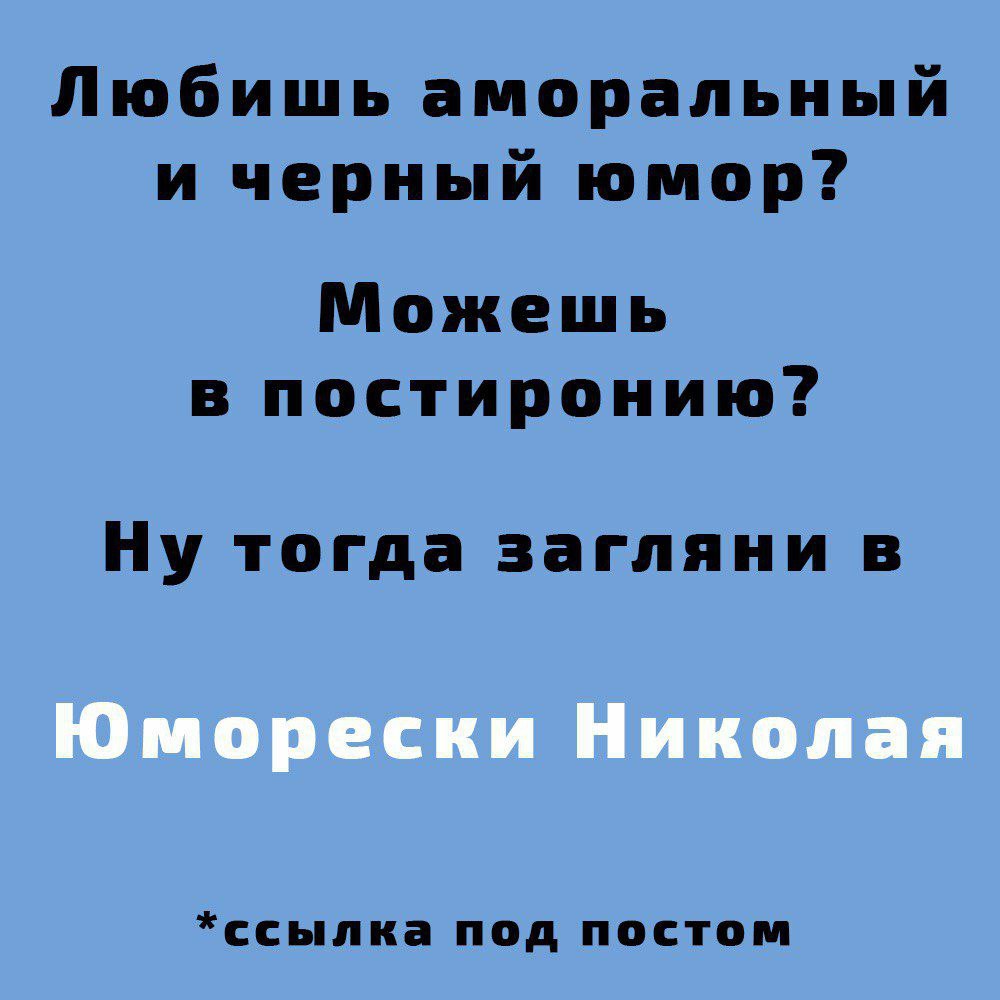 Любишь аморальный
и черный юмор?
Можешь
в постиронию?
Ну тогда загляни в
Юморески Николая
*ссылка под постом